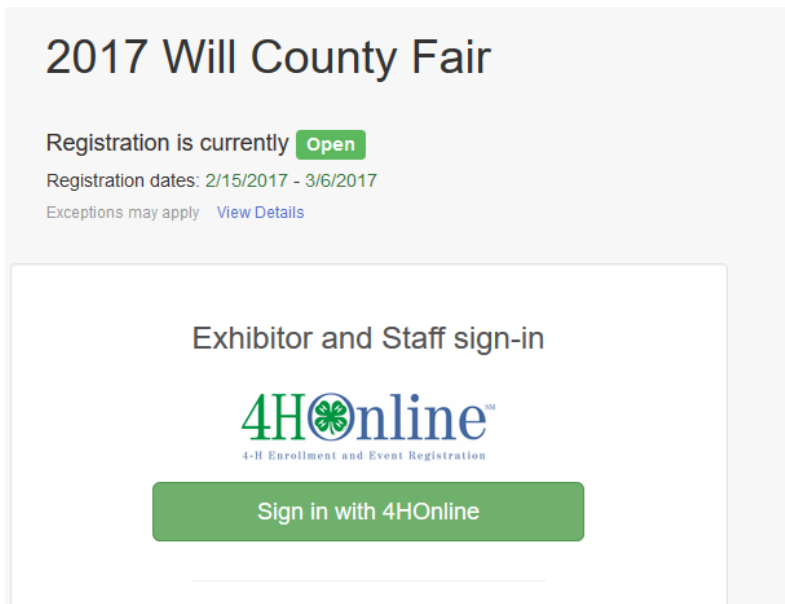 2017 Will County Fair
Registration is currently Open
Registration dates: 2/15/2017 - 3/6/2017
Exceptions may apply View Details
Exhibitor and Staff sign-in
4HOnline SM
4-H Enrollment and Event Registration
Sign in with 4HOnline